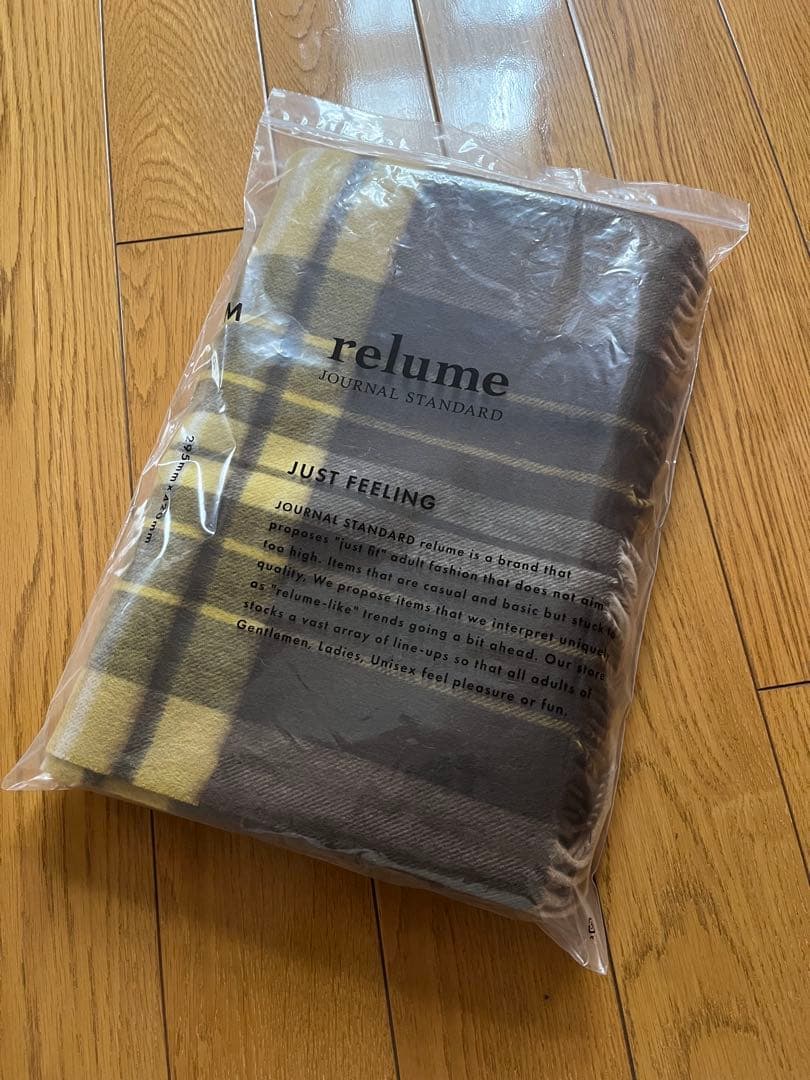 M
relume
JOURNAL STANDARD
295mm x 420mm
JUST FEELING
JOURNAL STANDARD relume is a brand that
proposes "just fit" adult fashion that does not aim
too high. Items that are casual and basic but stuck to
quality. We propose items that we interpret uniquely
as "relume-like" trends going a bit ahead. Our store
stocks a vast array of line-ups so that all adults of
Gentlemen, Ladies, Unisex feel pleasure or fun.